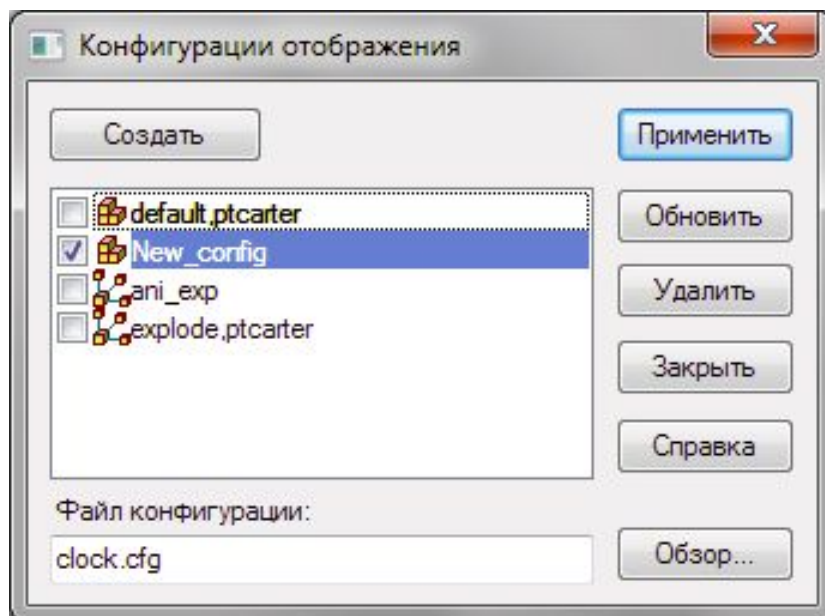 Конфигурации отображения
Создать
Применить
default,ptcarter
Обновить
New_config
ani_exp
Удалить
explode,ptcarter
Закрыть
Справка
Файл конфигурации:
clock.cfg
Обзор...